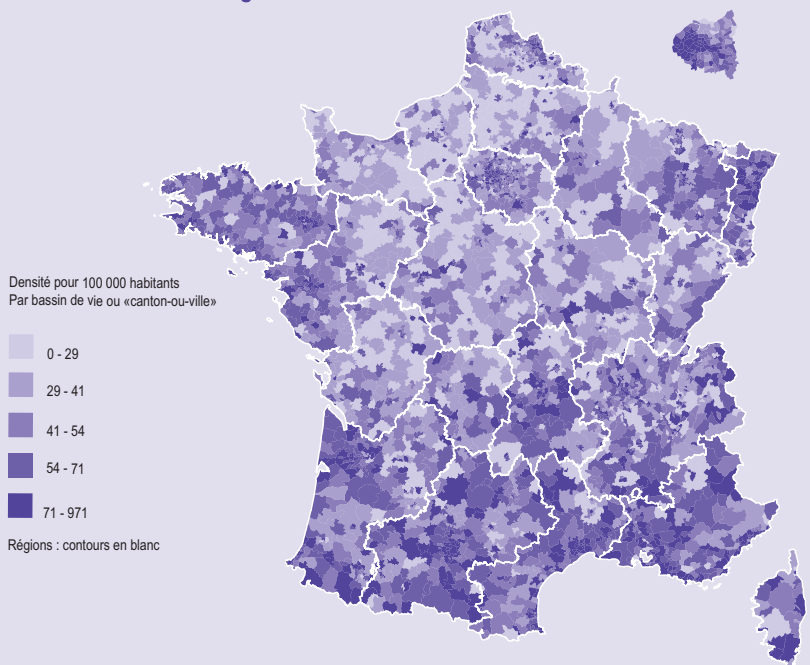 Densité pour 100 000 habitants
Par bassin de vie ou «canton-ou-ville»
0 - 29
29 - 41
41 - 54
54 - 71
71 - 971
Régions : contours en blanc